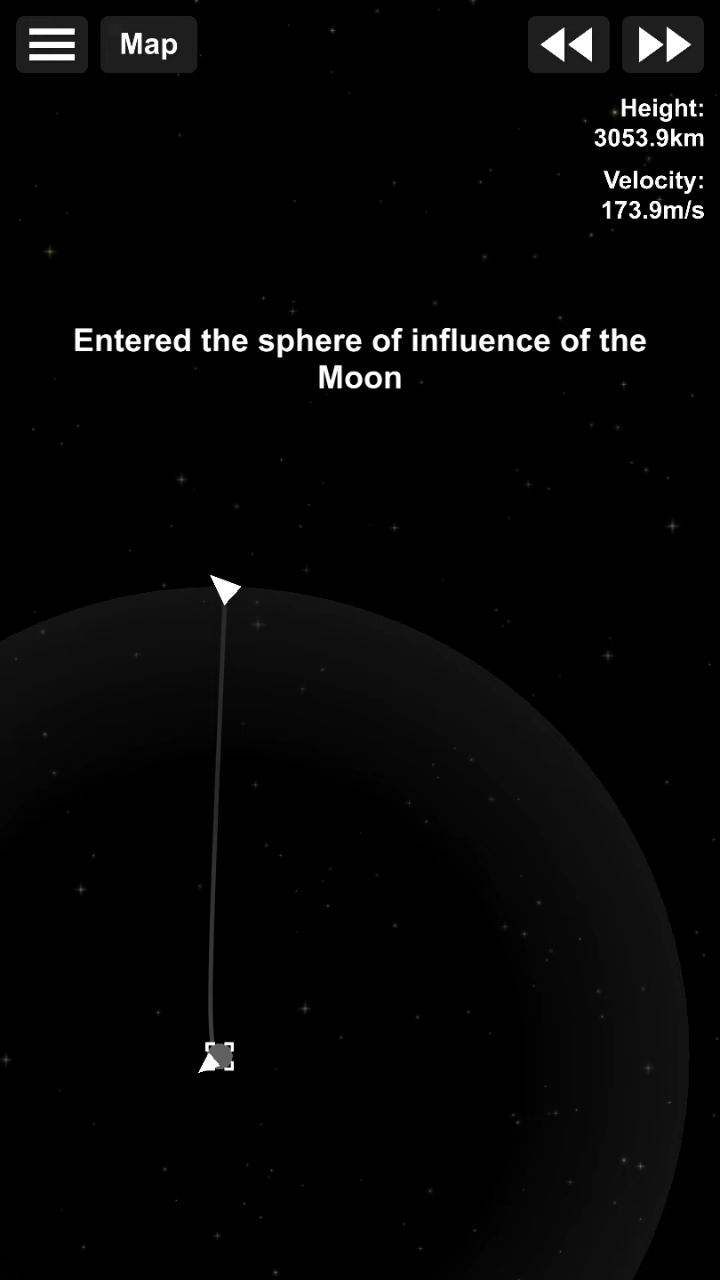 Map
Height:
3053.9km
Velocity:
173.9m/s
Entered the sphere of influence of the
Moon